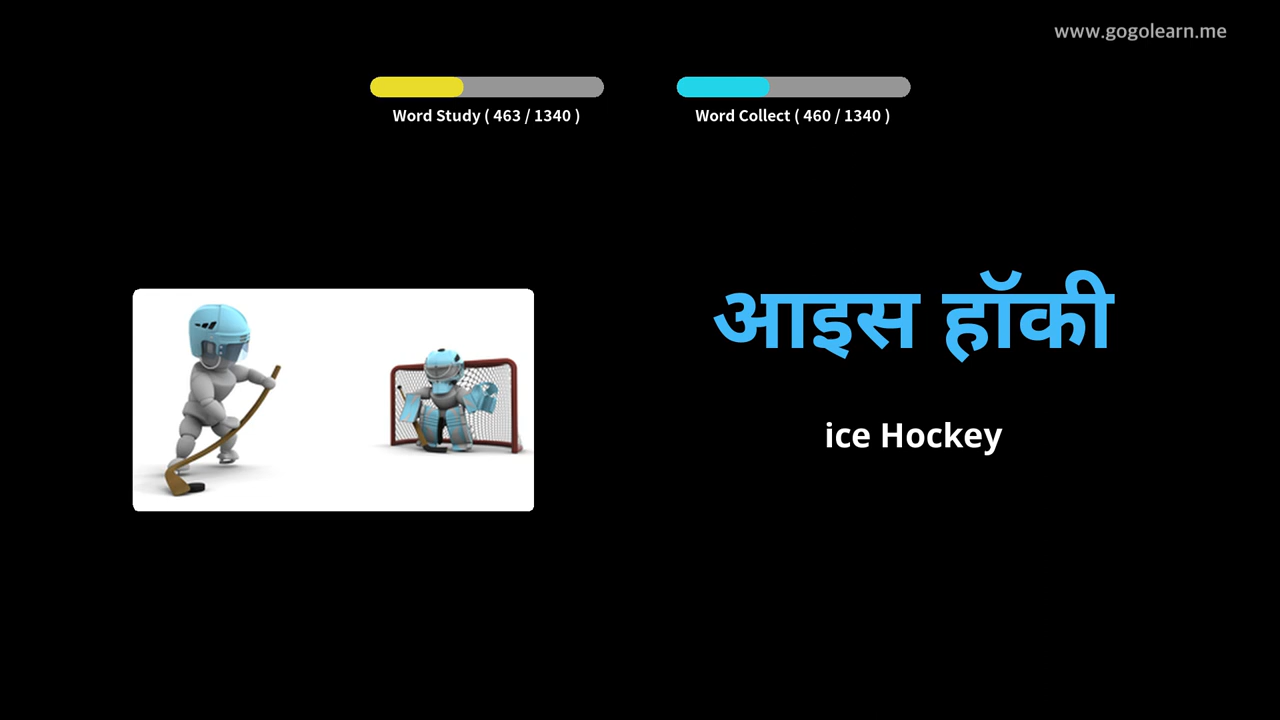 www.gogolearn.me
Word Study ( 463 / 1340 )
Word Collect ( 460 / 1340 )
आइस हॉकी
ice Hockey